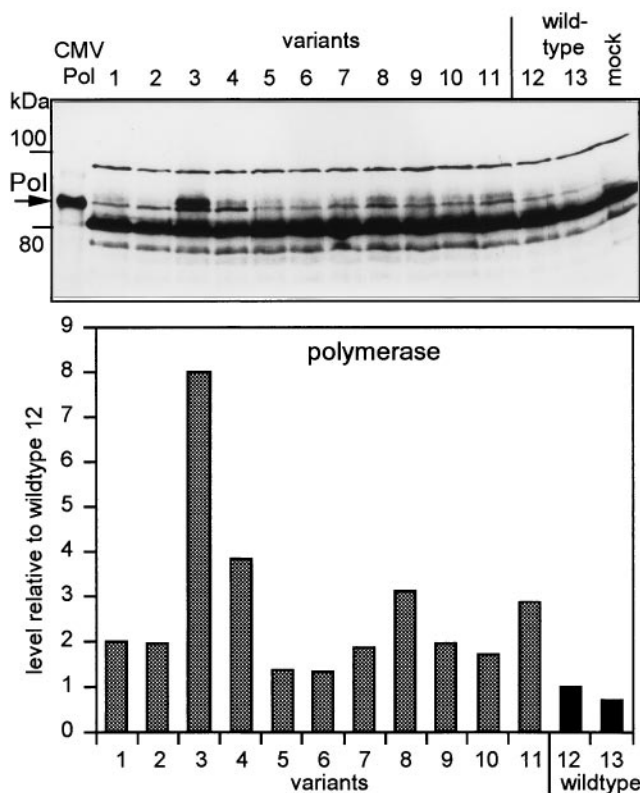 CMV
Pol
variants
wild-
type
mock
1 2 3 4 5 6 7 8 9 10 11 12 13
kDa
100
Pol
80
polymerase
level relative to wildtype 12
9
8
7
6
5
4
3
2
1
0
1 2 3 4 5 6 7 8 9 10 11 12 13
variants
wildtype